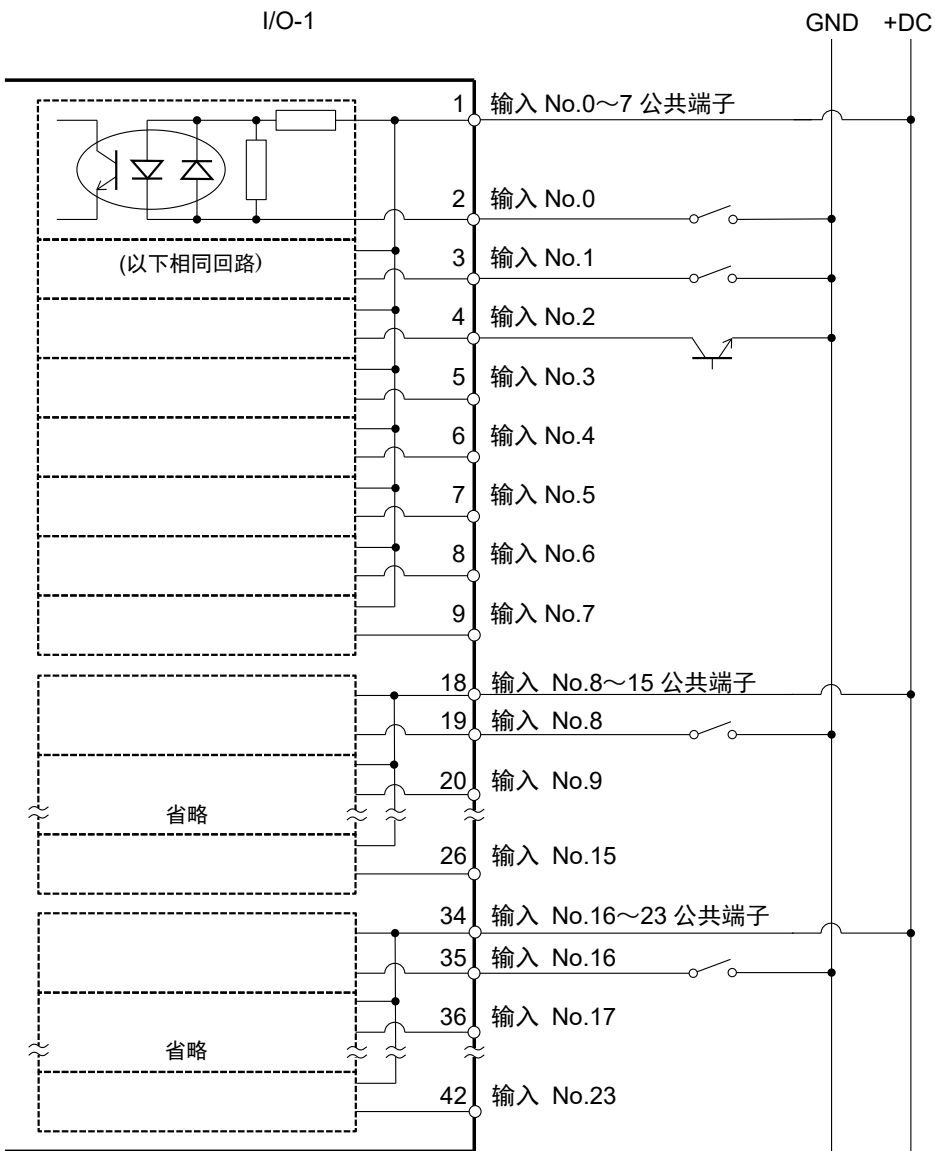 I/O-1
GND +DC
1 输入 No.0～7 公共端子
2 输入 No.0
(以下相同回路)
3 输入 No.1
4 输入 No.2
5 输入 No.3
6 输入 No.4
7 输入 No.5
8 输入 No.6
9 输入 No.7
18 输入 No.8～15 公共端子
19 输入 No.8
20 输入 No.9
省略
26 输入 No.15
34 输入 No.16～23 公共端子
35 输入 No.16
36 输入 No.17
省略
42 输入 No.23